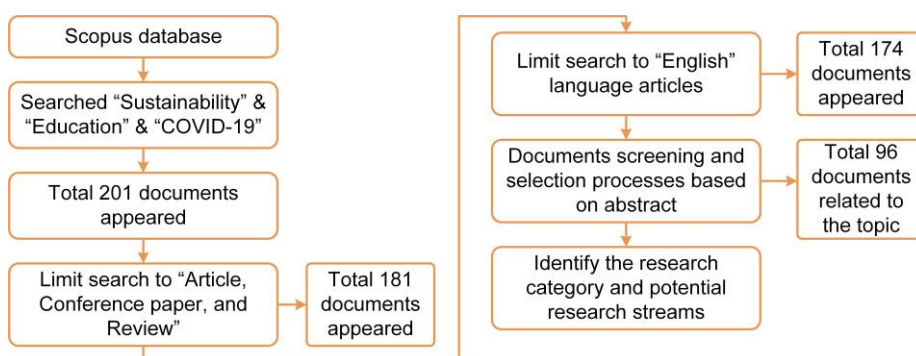 Scopus database
Searched “Sustainability” &
“Education” & “COVID-19”
Total 201 documents
appeared
Limit search to “Article,
Conference paper, and
Review”
Total 181
documents
appeared
Limit search to “English”
language articles
Total 174
documents
appeared
Documents screening and
selection processes based
on abstract
Total 96
documents
related to
the topic
Identify the research
category and potential
research streams